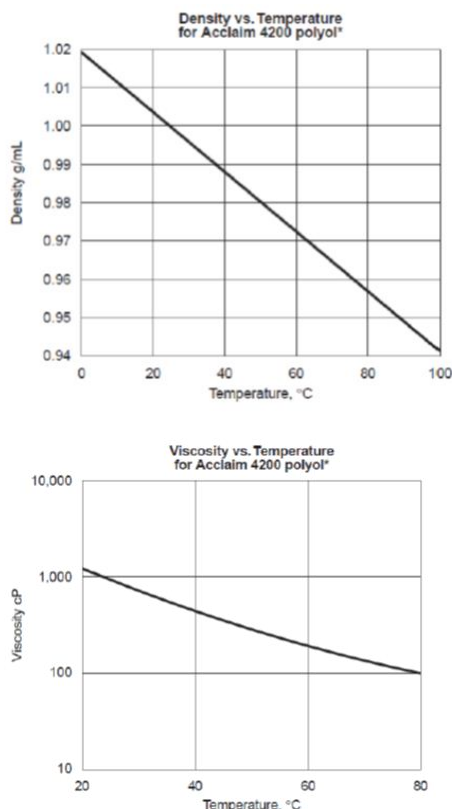 Density vs. Temperature
for Acclaim 4200 polyol*
1.02
1.01
1.00
0.99
0.98
0.97
0.96
0.95
0.94
Density g/mL
0 20 40 60 80 100
Temperature, °C
Viscosity vs. Temperature
for Acclaim 4200 polyol*
10,000
1,000
100
10
Viscosity cP
20 40 60 80
Temperature, °C